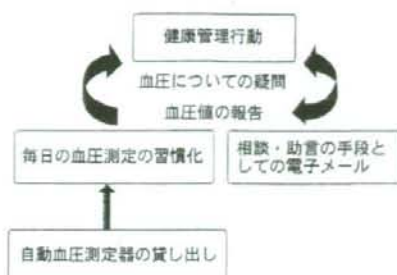 健康管理行動
血圧についての疑問
血圧値の報告
毎日の血圧測定の習慣化
相談・助言の手段と
しての電子メール
自動血圧測定器の貸し出し